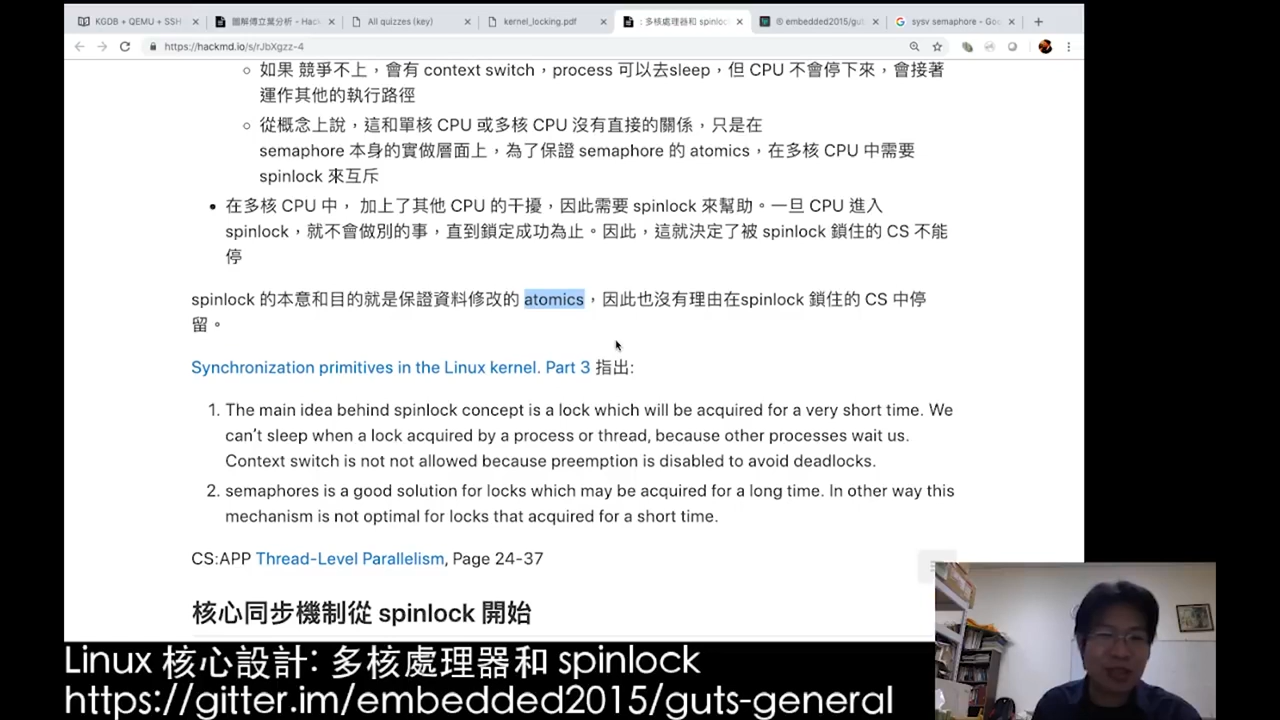 KGDB + QEMU + SSH
圖解傅立葉分析 - Hac
All quizzes (key)
kernel_locking.pdf
: 多核處理器和 spinloc
embedded2015/gut
sysv semaphore - Goo
https://hackmd.io/s/rJbXgzz-4
如果 競爭不上，會有 context switch，process 可以去sleep，但 CPU 不會停下來，會接著
運作其他的執行路徑
從概念上說，這和單核 CPU 或多核 CPU 沒有直接的關係，只是在
semaphore 本身的實做層面上，為了保證 semaphore 的 atomics，在多核 CPU 中需要
spinlock 來互斥
在多核 CPU 中， 加上了其他 CPU 的干擾，因此需要 spinlock 來幫助。一旦 CPU 進入
spinlock，就不會做別的事，直到鎖定成功為止。因此，這就決定了被 spinlock 鎖住的 CS 不能
停
spinlock 的本意和目的就是保證資料修改的 atomics，因此也沒有理由在spinlock 鎖住的 CS 中停
留。
Synchronization primitives in the Linux kernel. Part 3 指出:
1. The main idea behind spinlock concept is a lock which will be acquired for a very short time. We
can't sleep when a lock acquired by a process or thread, because other processes wait us.
Context switch is not not allowed because preemption is disabled to avoid deadlocks.
2. semaphores is a good solution for locks which may be acquired for a long time. In other way this
mechanism is not optimal for locks that acquired for a short time.
CS:APP Thread-Level Parallelism, Page 24-37
核心同步機制從 spinlock 開始
Linux 核心設計: 多核處理器和 spinlock
https://gitter.im/embedded2015/guts-general